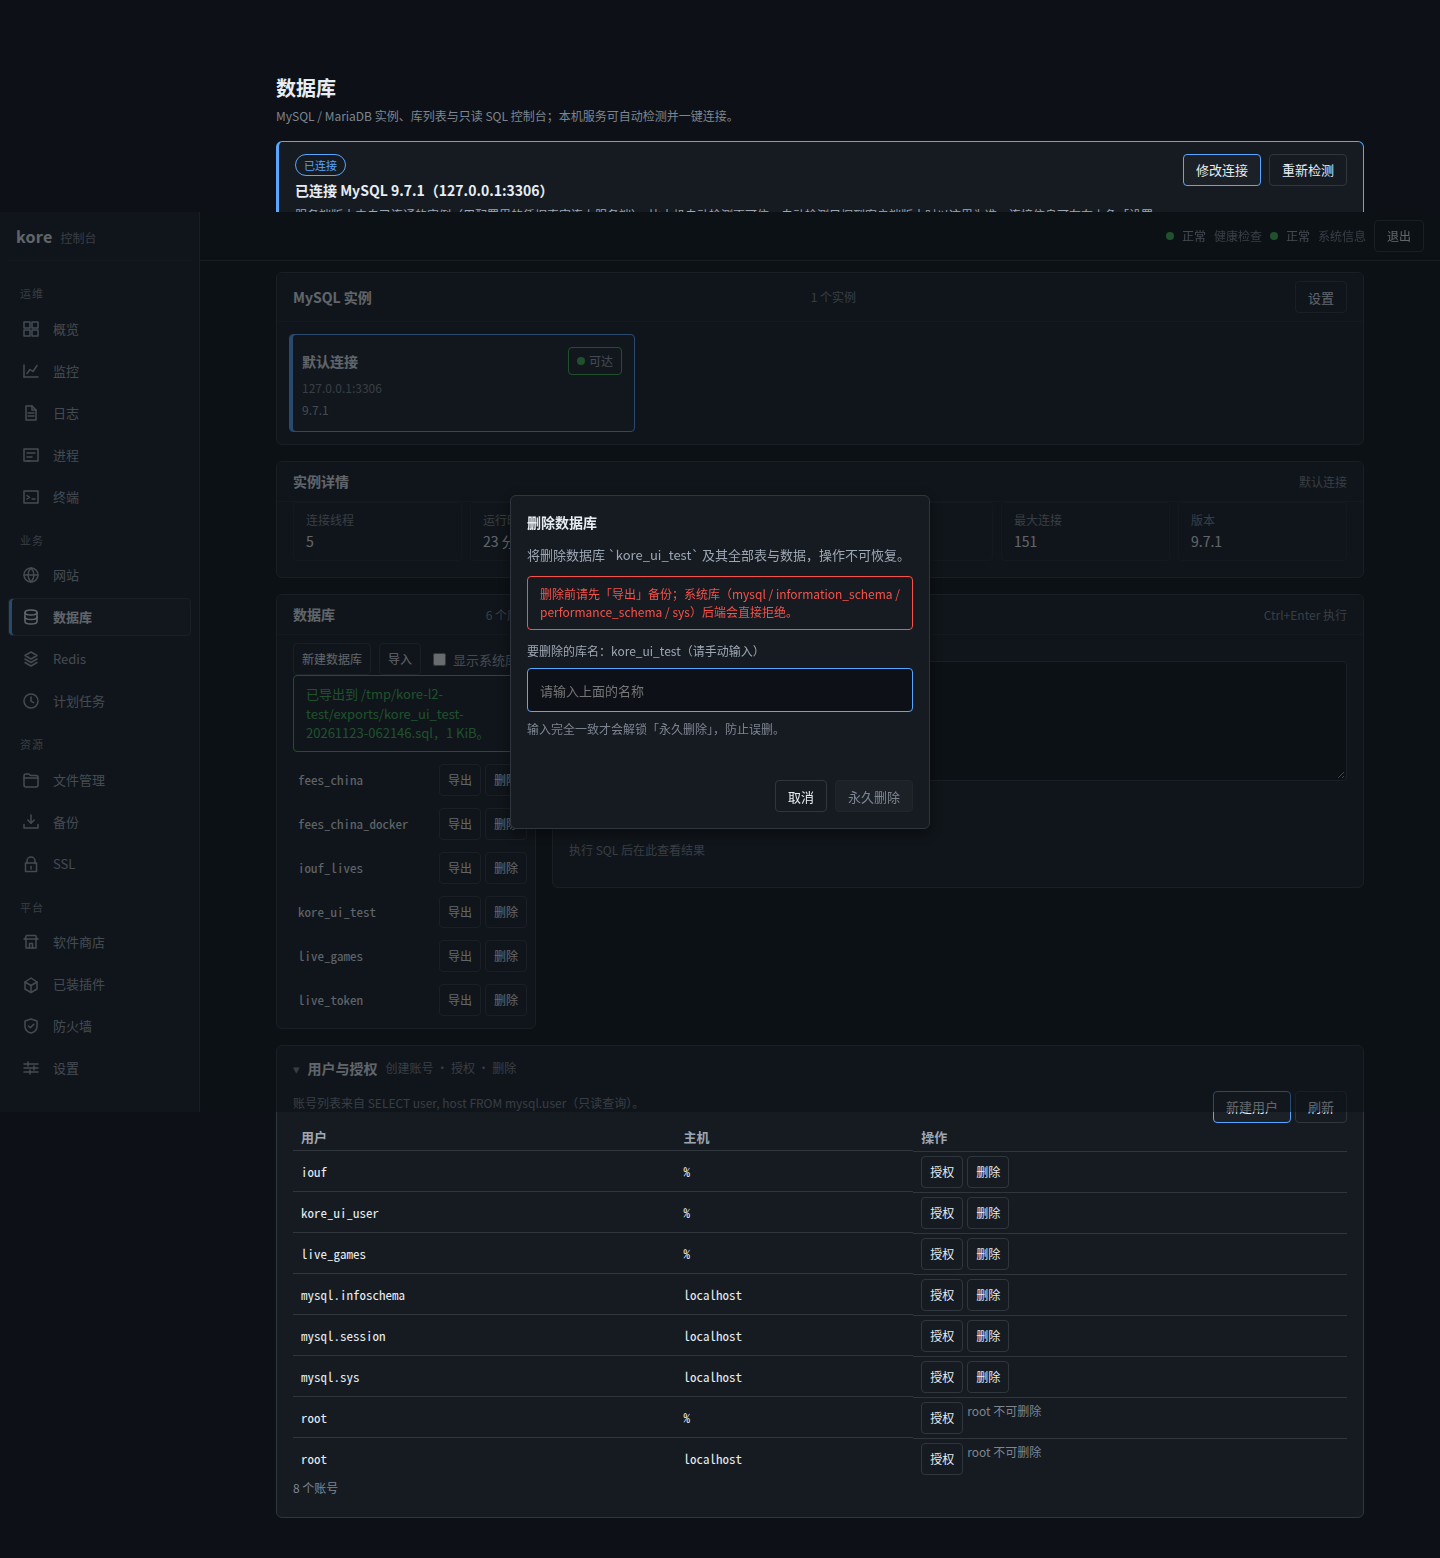 数据库
MySQL / MariaDB 实例、库列表与只读 SQL 控制台；本机服务可自动检测并一键连接。
已连接
修改连接
重新检测
已连接 MySQL 9.7.1（127.0.0.1:3306）
kore 控制台
正常 健康检查
正常 系统信息
退出
运维
概览
监控
日志
进程
终端
业务
网站
数据库
Redis
计划任务
资源
文件管理
备份
SSL
平台
软件商店
已装插件
防火墙
设置
MySQL 实例
1 个实例
设置
默认连接
可达
127.0.0.1:3306
9.7.1
实例详情
默认连接
连接线程
5
23
最大连接
151
版本
9.7.1
数据库
6 个
Ctrl+Enter 执行
新建数据库
导入
显示系统
已导出到 /tmp/kore-l2-
test/exports/kore_ui_test-
20261123-062146.sql，1 KiB。
fees_china
导出
fees_china_docker
导出
iouf_lives
导出
删除
kore_ui_test
导出
删除
live_games
导出
删除
live_token
导出
删除
执行 SQL 后在此查看结果
删除数据库
将删除数据库 `kore_ui_test` 及其全部表与数据，操作不可恢复。
删除前请先「导出」备份；系统库（mysql / information_schema /
performance_schema / sys）后端会直接拒绝。
要删除的库名：kore_ui_test（请手动输入）
请输入上面的名称
输入完全一致才会解锁「永久删除」，防止误删。
取消
永久删除
▾ 用户与授权 创建账号 · 授权 · 删除
账号列表来自 SELECT user, host FROM mysql.user（只读查询）。
新建用户
刷新
用户 主机 操作
iouf % 授权 删除
kore_ui_user % 授权 删除
live_games % 授权 删除
mysql.infoschema localhost 授权 删除
mysql.session localhost 授权 删除
mysql.sys localhost 授权 删除
root % 授权 root 不可删除
root localhost 授权 root 不可删除
8 个账号